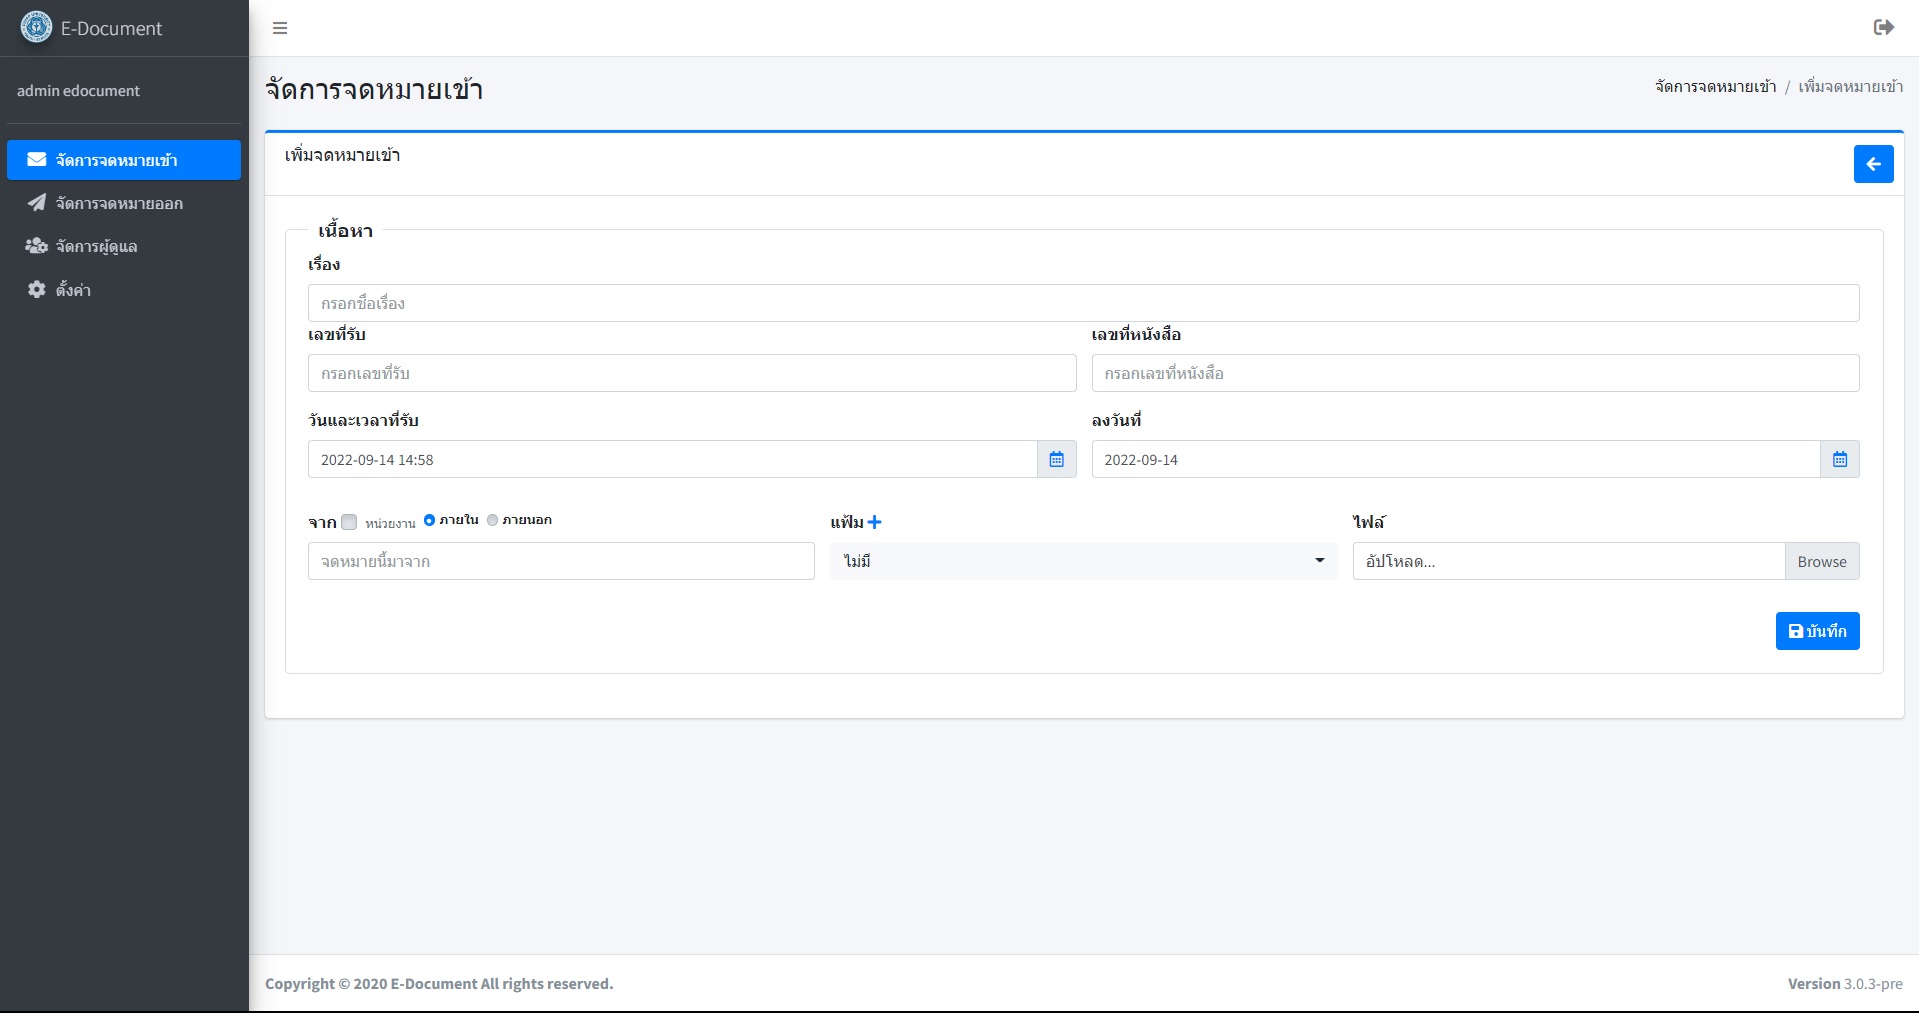 E-Document
admin edocument
จัดการจดหมายเข้า
จัดการจดหมายออก
จัดการผู้ดูแล
ตั้งค่า
จัดการจดหมายเข้า
จัดการจดหมายเข้า / เพิ่มจดหมายเข้า
เพิ่มจดหมายเข้า
เนื้อหา
เรื่อง
กรอกชื่อเรื่อง
เลขที่รับ เลขที่หนังสือ
กรอกเลขที่รับ กรอกเลขที่หนังสือ
วันและเวลาที่รับ ลงวันที่
2022-09-14 14:58 2022-09-14
จาก หน่วยงาน ภายใน ภายนอก แฟ้ม ไฟล์
จดหมายนี้มาจาก ไม่มี อัปโหลด... Browse
บันทึก
Copyright © 2020 E-Document All rights reserved. Version 3.0.3-pre